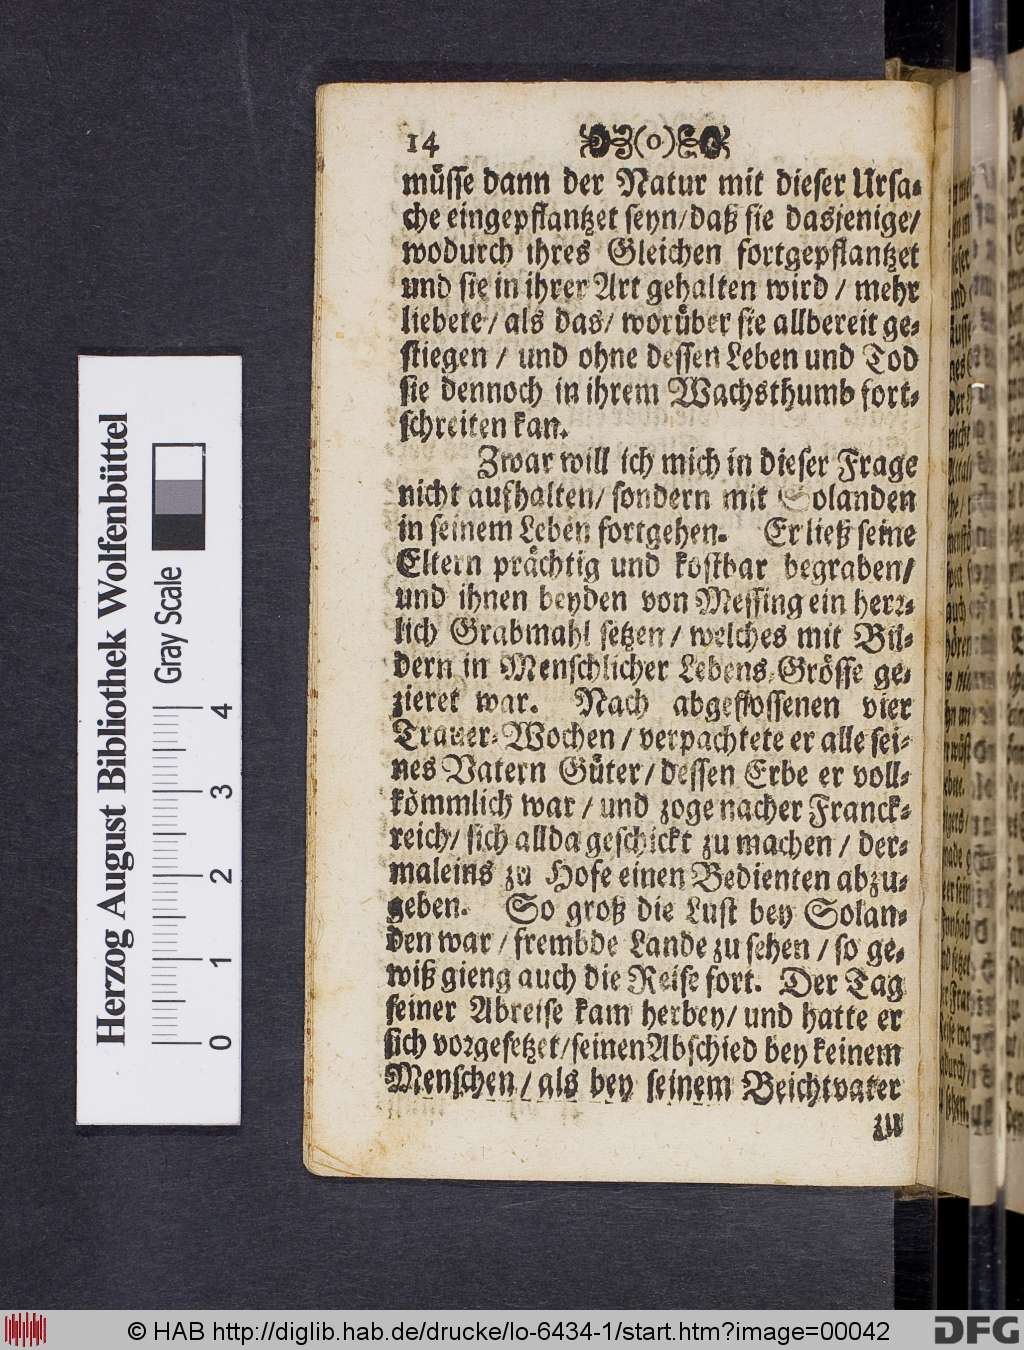 14 (o)
müsse dann der Natur mit dieser Ursa-
che eingepflantzet seyn/daß sie dasjenige/
wodurch ihres Gleichen fortgepflantzet
und sie in ihrer Art gehalten wird / mehr
liebete/ als das/ worüber sie allbereit ge-
stiegen / und ohne dessen Leben und Tod
sie dennoch in ihrem Wachsthumb fort-
schreiten kan.
Zwar will ich mich in dieser Frage
nicht aufhalten/ sondern mit Solanden
in seinem Leben fortgehen. Er ließ seine
Eltern prächtig und kostbar begraben/
und ihnen beyden von Messing ein herr-
lich Grabmahl setzen / welches mit Bil-
dern in Menschlicher Lebens-Grösse ge-
zieret war. Nach abgeflossenen vier
Trauer-Wochen / verpachtete er alle sei-
nes Vatern Güter/ dessen Erbe er voll-
kömmlich war / und zoge nacher Franck-
reich/ sich allda geschickt zu machen / der-
maleins zu Hofe einen Bedienten abzu-
geben. So groß die Lust bey Solan-
den war / frembde Lande zu sehen / so ge-
wiß gieng auch die Reise fort. Der Tag
seiner Abreise kam herbey/ und hatte er
sich vorgesetzet/seinen Abschied bey keinem
Menschen / als bey seinem Beichtvater
zu
Herzog August Bibliothek Wolfenbüttel
Gray Scale
0 1 2 3 4
© HAB http://diglib.hab.de/drucke/lo-6434-1/start.htm?image=00042
DFG